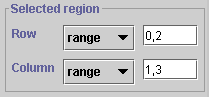 Selected region
Row range 0,2
Column range 1,3